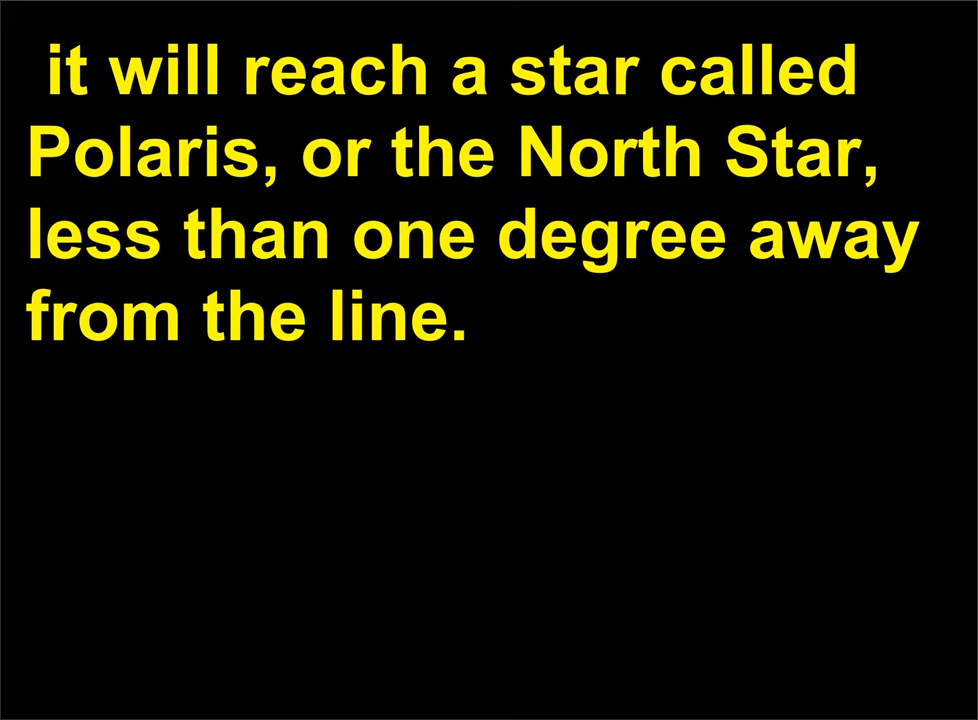 it will reach a star called
Polaris, or the North Star,
less than one degree away
from the line.